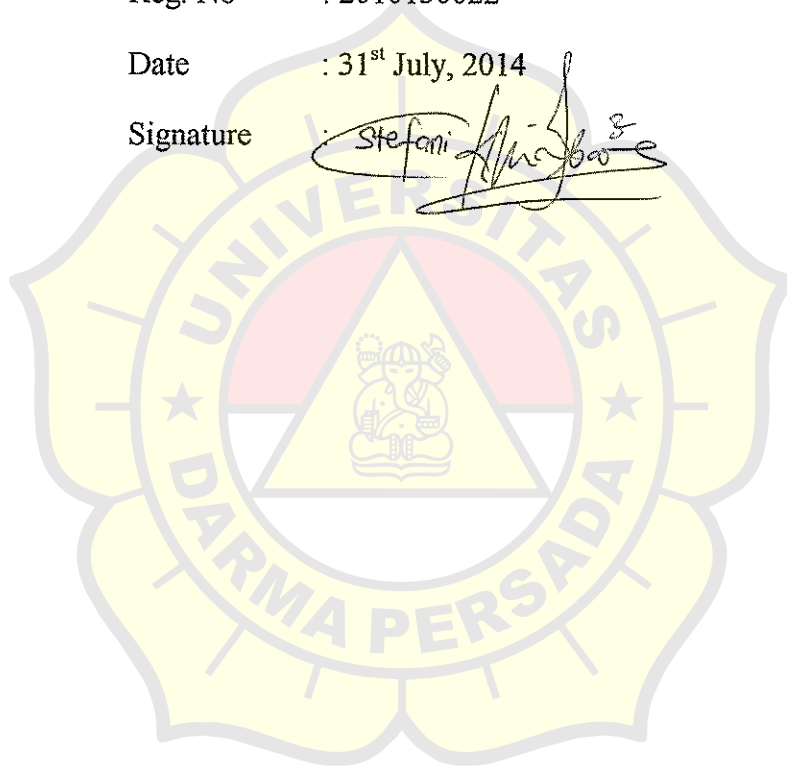 Date : 31st July, 2014
Signature : Stefani
UNIVERSITAS
DARMA PERSADA